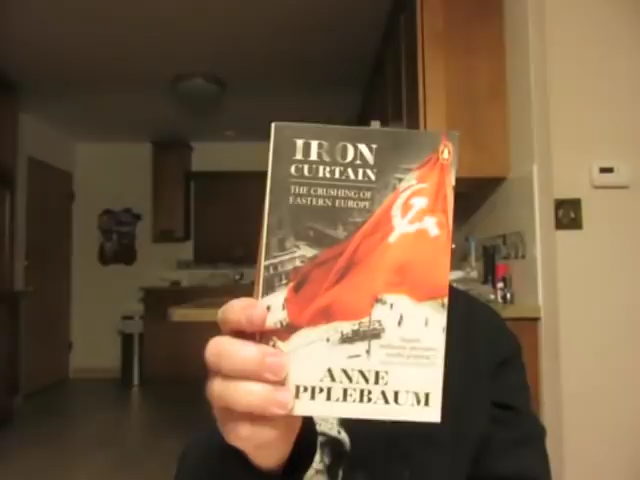 IRON
CURTAIN
THE CRUSHING OF
EASTERN EUROPE
ANNE
PPLEBAUM